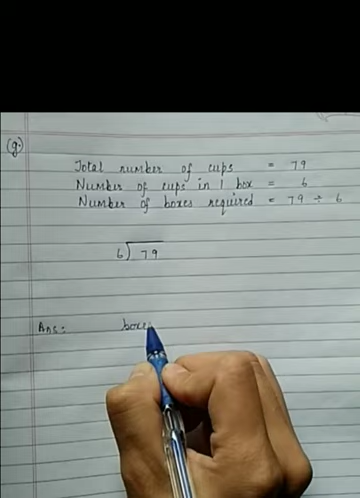 (g)
Total number of cups = 79
Number of cups in 1 box = 6
Number of boxes required = 79 ÷ 6
6)79
Ans: boxe